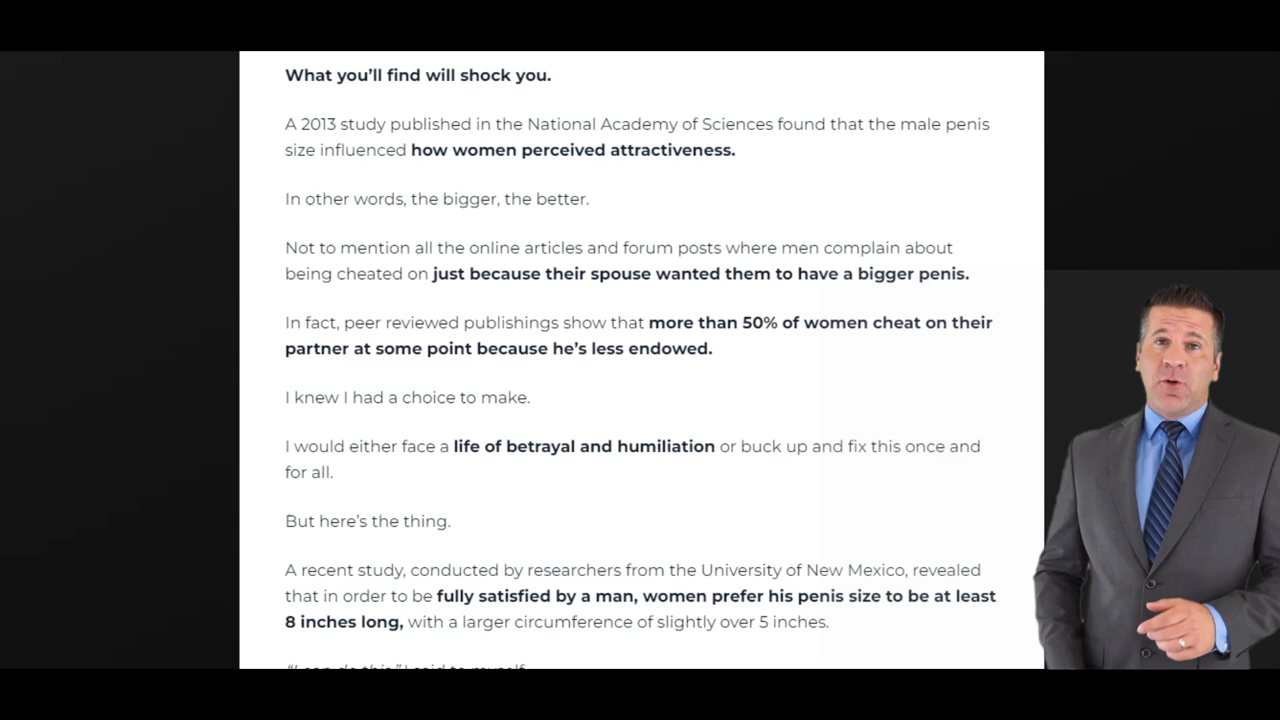 What you'll find will shock you.
A 2013 study published in the National Academy of Sciences found that the male penis
size influenced how women perceived attractiveness.
In other words, the bigger, the better.
Not to mention all the online articles and forum posts where men complain about
being cheated on just because their spouse wanted them to have a bigger penis.
In fact, peer reviewed publishings show that more than 50% of women cheat on their
partner at some point because he's less endowed.
I knew I had a choice to make.
I would either face a life of betrayal and humiliation or buck up and fix this once and
for all.
But here's the thing.
A recent study, conducted by researchers from the University of New Mexico, revealed
that in order to be fully satisfied by a man, women prefer his penis size to be at least
8 inches long, with a larger circumference of slightly over 5 inches.
"I can do this," I said to myself.